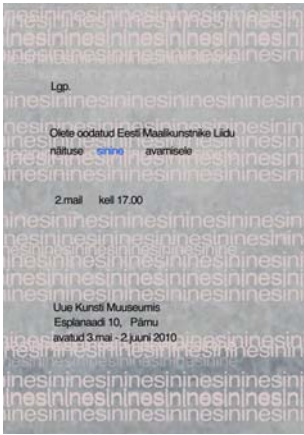 Lgp.
Olete oodatud Eesti Maalikunstnike Liidu
näituse sinine avamisele
2.mail kell 17.00
Uue Kunsti Muuseumis
Esplanaadi 10, Pärnu
avatud 3.mai - 2.juuni 2010